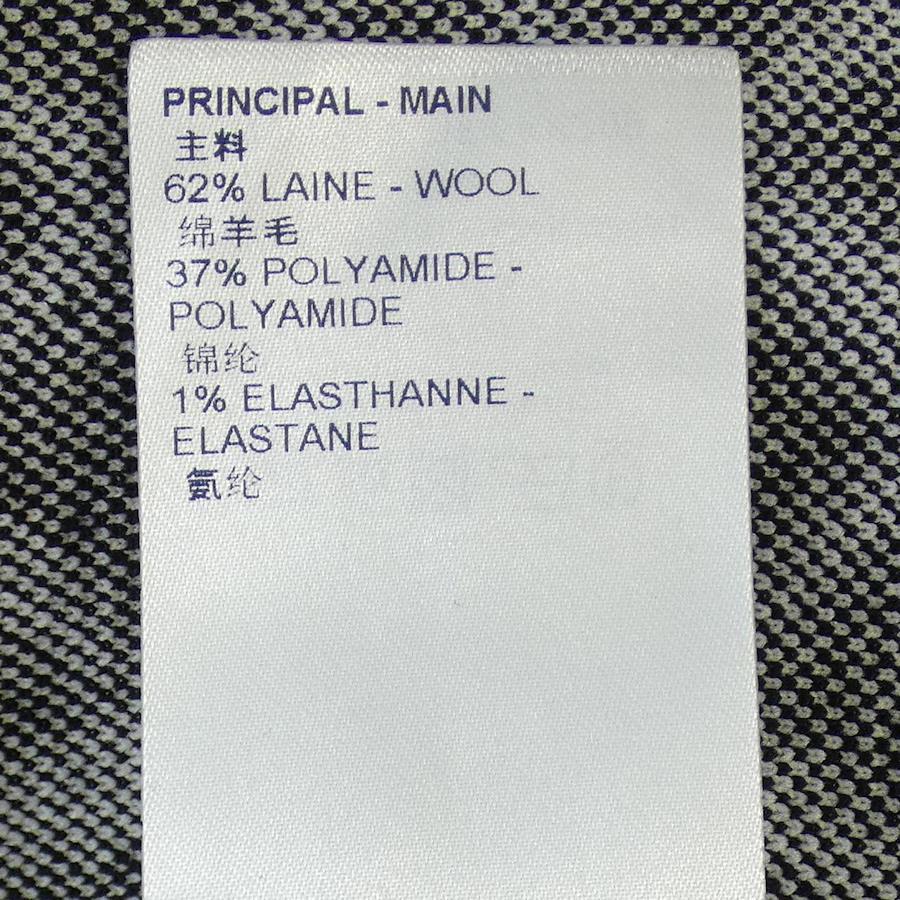 PRINCIPAL - MAIN
主料
62% LAINE - WOOL
绵羊毛
37% POLYAMIDE -
POLYAMIDE
锦纶
1% ELASTHANNE -
ELASTANE
氨纶